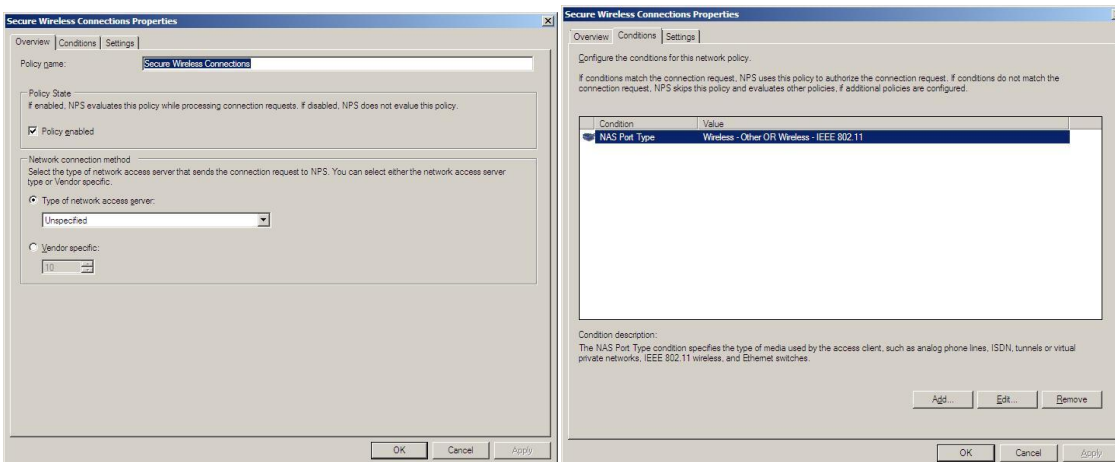 Secure Wireless Connections Properties
Overview Conditions Settings
Policy name: Secure Wireless Connections
Policy State
If enabled, NPS evaluates this policy while processing connection requests. If disabled, NPS does not evaluate this policy.
Policy enabled
Network connection method
Select the type of network access server that sends the connection request to NPS. You can select either the network access server
type or Vendor specific.
Type of network access server:
Unspecified
Vendor specific:
10
OK Cancel Apply
Secure Wireless Connections Properties
Overview Conditions Settings
Configure the conditions for this network policy.
If conditions match the connection request, NPS uses this policy to authorize the connection request. If conditions do not match the
connection request, NPS skips this policy and evaluates other policies, if additional policies are configured.
Condition Value
NAS Port Type Wireless - Other OR Wireless - IEEE 802.11
Condition description:
The NAS Port Type condition specifies the type of media used by the access client, such as analog phone lines, ISDN, tunnels or virtual
private networks, IEEE 802.11 wireless, and Ethernet switches.
Add... Edit... Remove
OK Cancel Apply